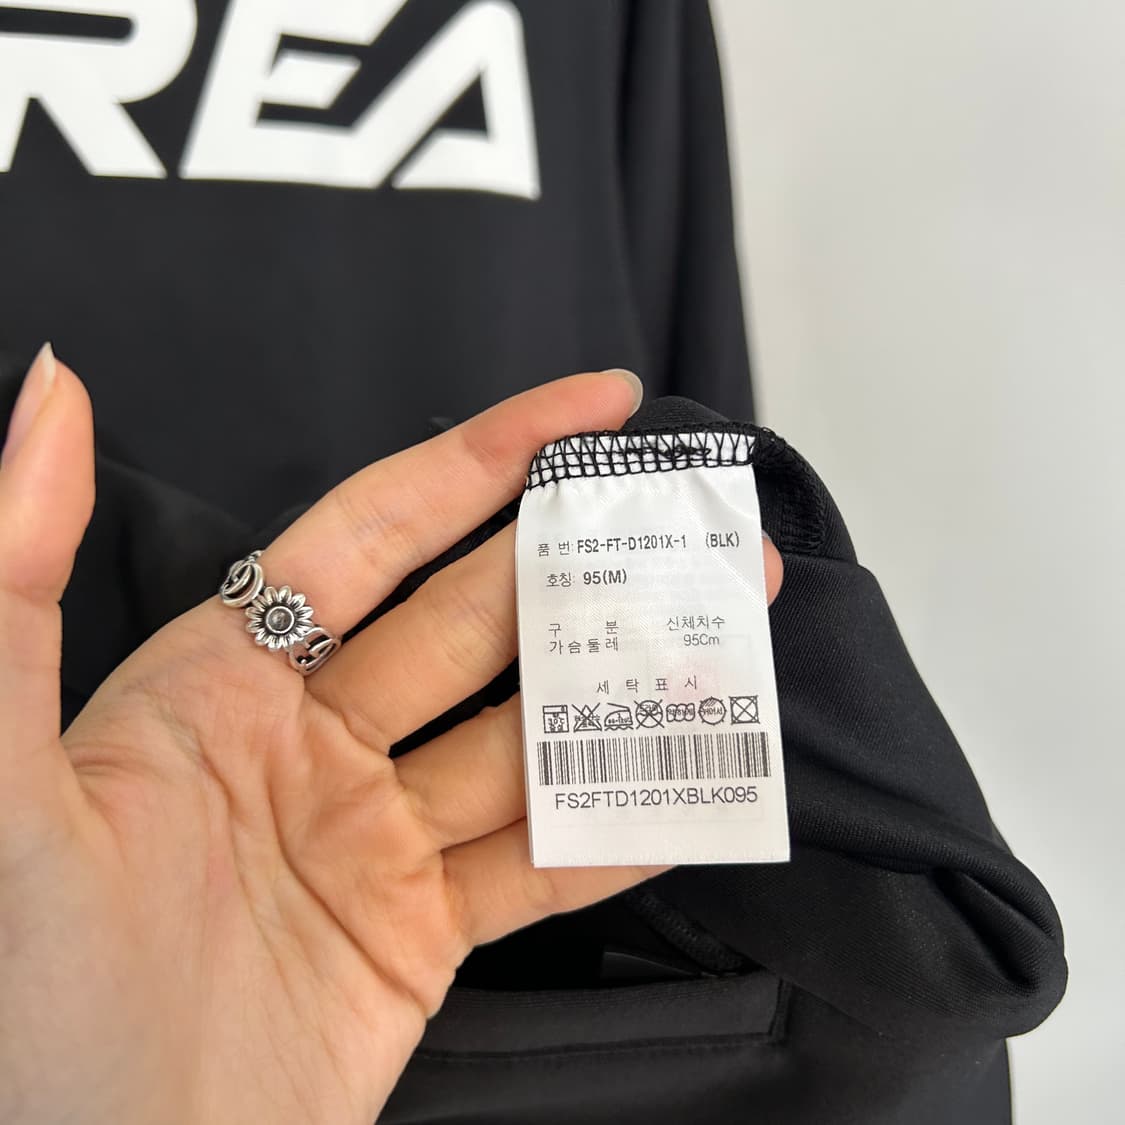 REA
품 번: FS2-FT-D1201X-1 (BLK)
호칭: 95(M)
구 분 신체치수
가슴둘레 95Cm
세 탁 표 시
FS2FTD1201XBLK095